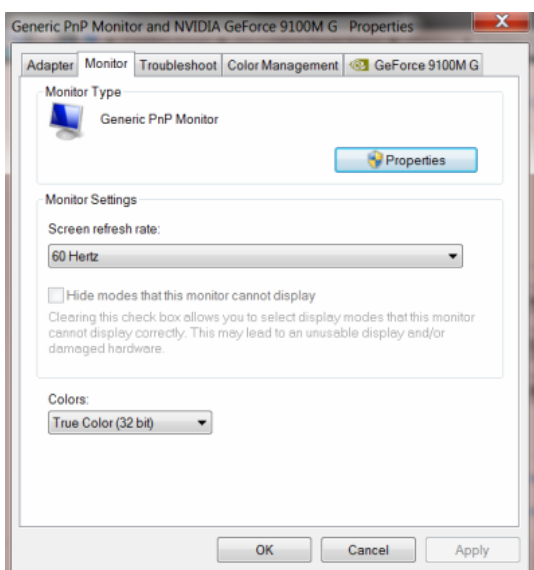 Generic PnP Monitor and NVIDIA GeForce 9100M G Properties
Adapter Monitor Troubleshoot Color Management GeForce 9100M G
Monitor Type
Generic PnP Monitor
Properties
Monitor Settings
Screen refresh rate:
60 Hertz
Hide modes that this monitor cannot display
Clearing this check box allows you to select display modes that this monitor
cannot display correctly. This may lead to an unusable display and/or
damaged hardware.
Colors:
True Color (32 bit)
OK Cancel Apply